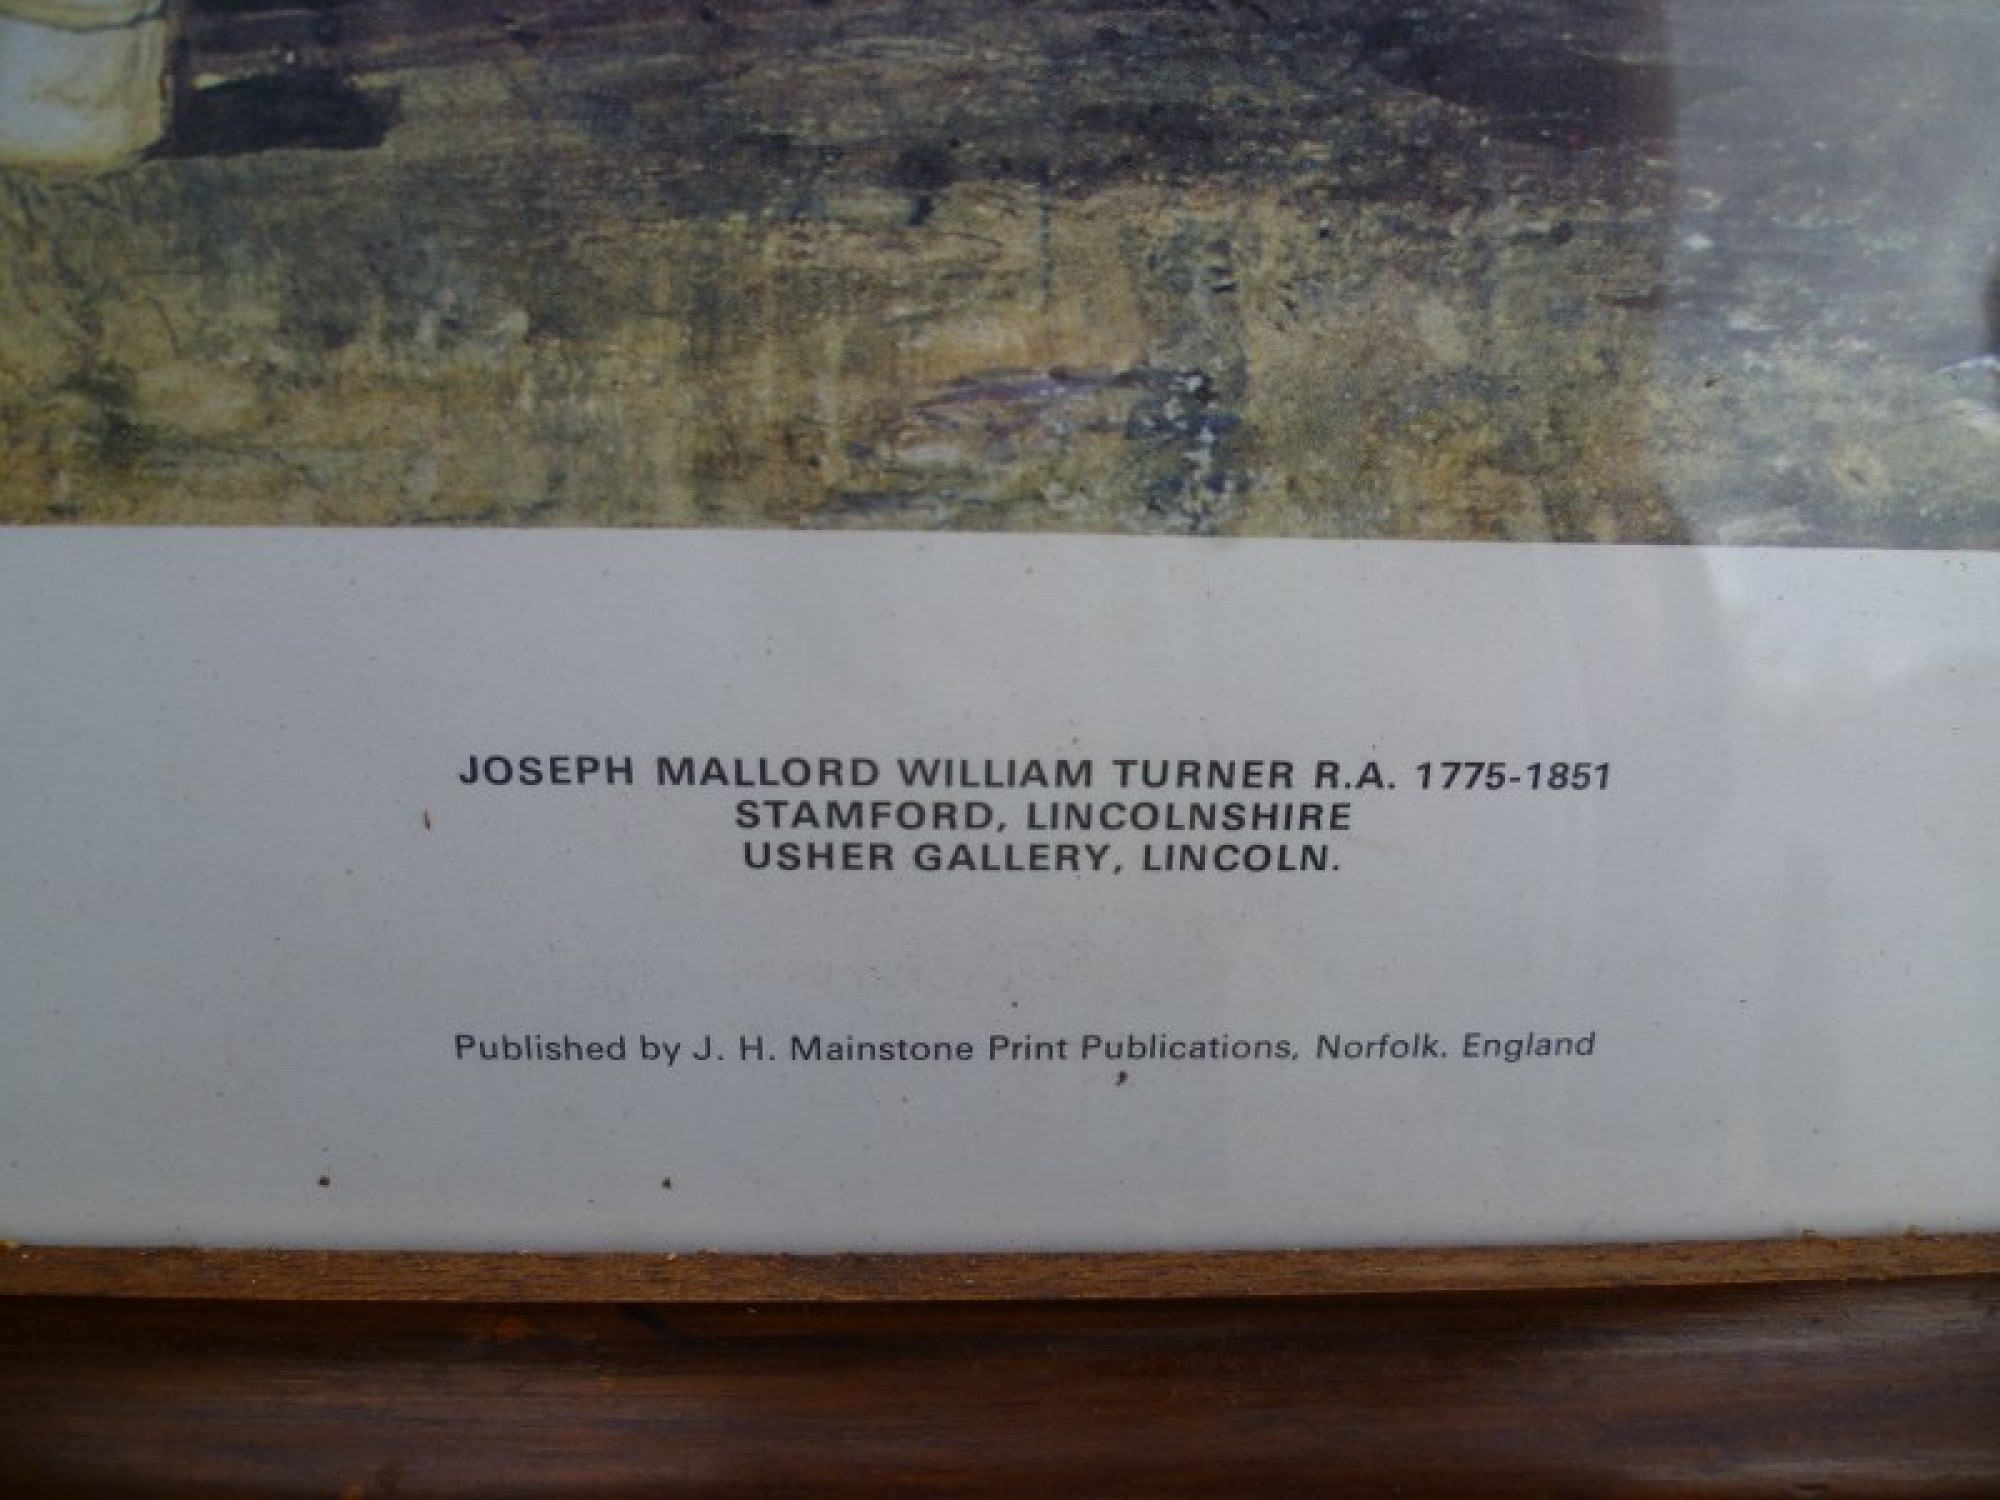 JOSEPH MALLORD WILLIAM TURNER R.A. 1775-1851
STAMFORD, LINCOLNSHIRE
USHER GALLERY, LINCOLN.
Published by J. H. Mainstone Print Publications, Norfolk. England